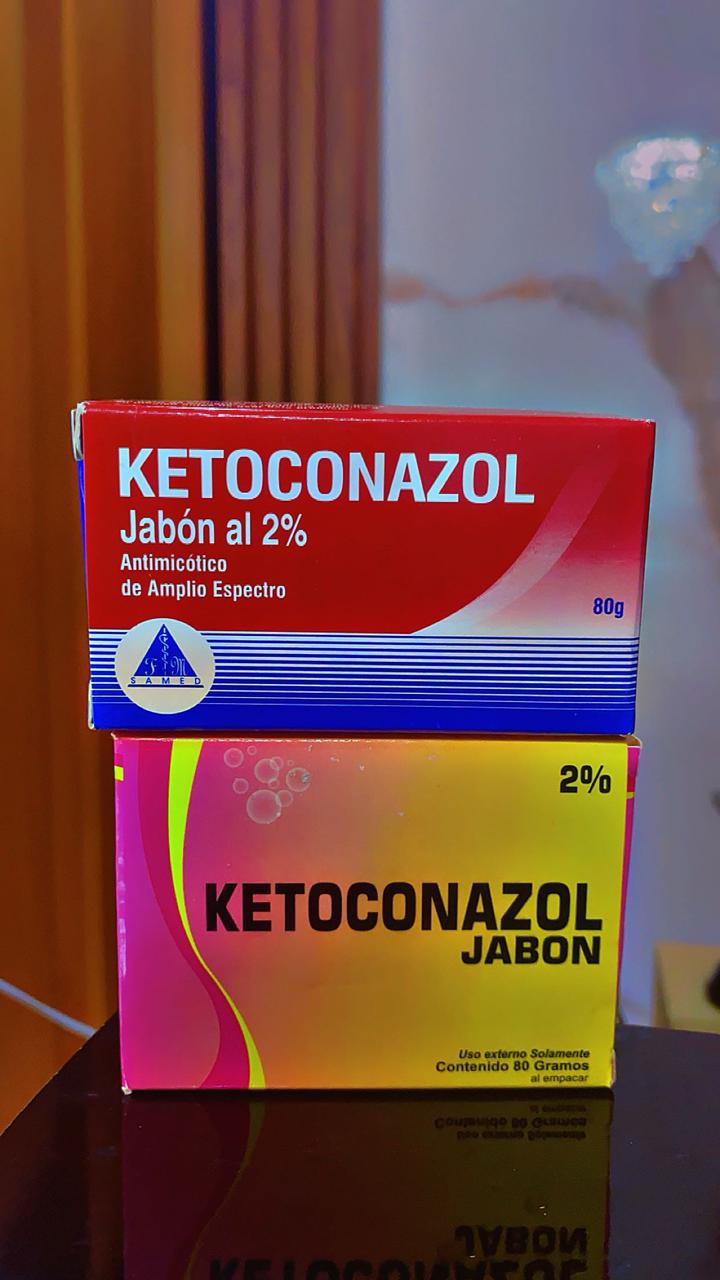 KETOCONAZOL
Jabón al 2%
Antimicótico
de Amplio Espectro
80g
F M
SAMED
2%
KETOCONAZOL
JABON
Uso externo Solamente
Contenido 80 Gramos
al empacar